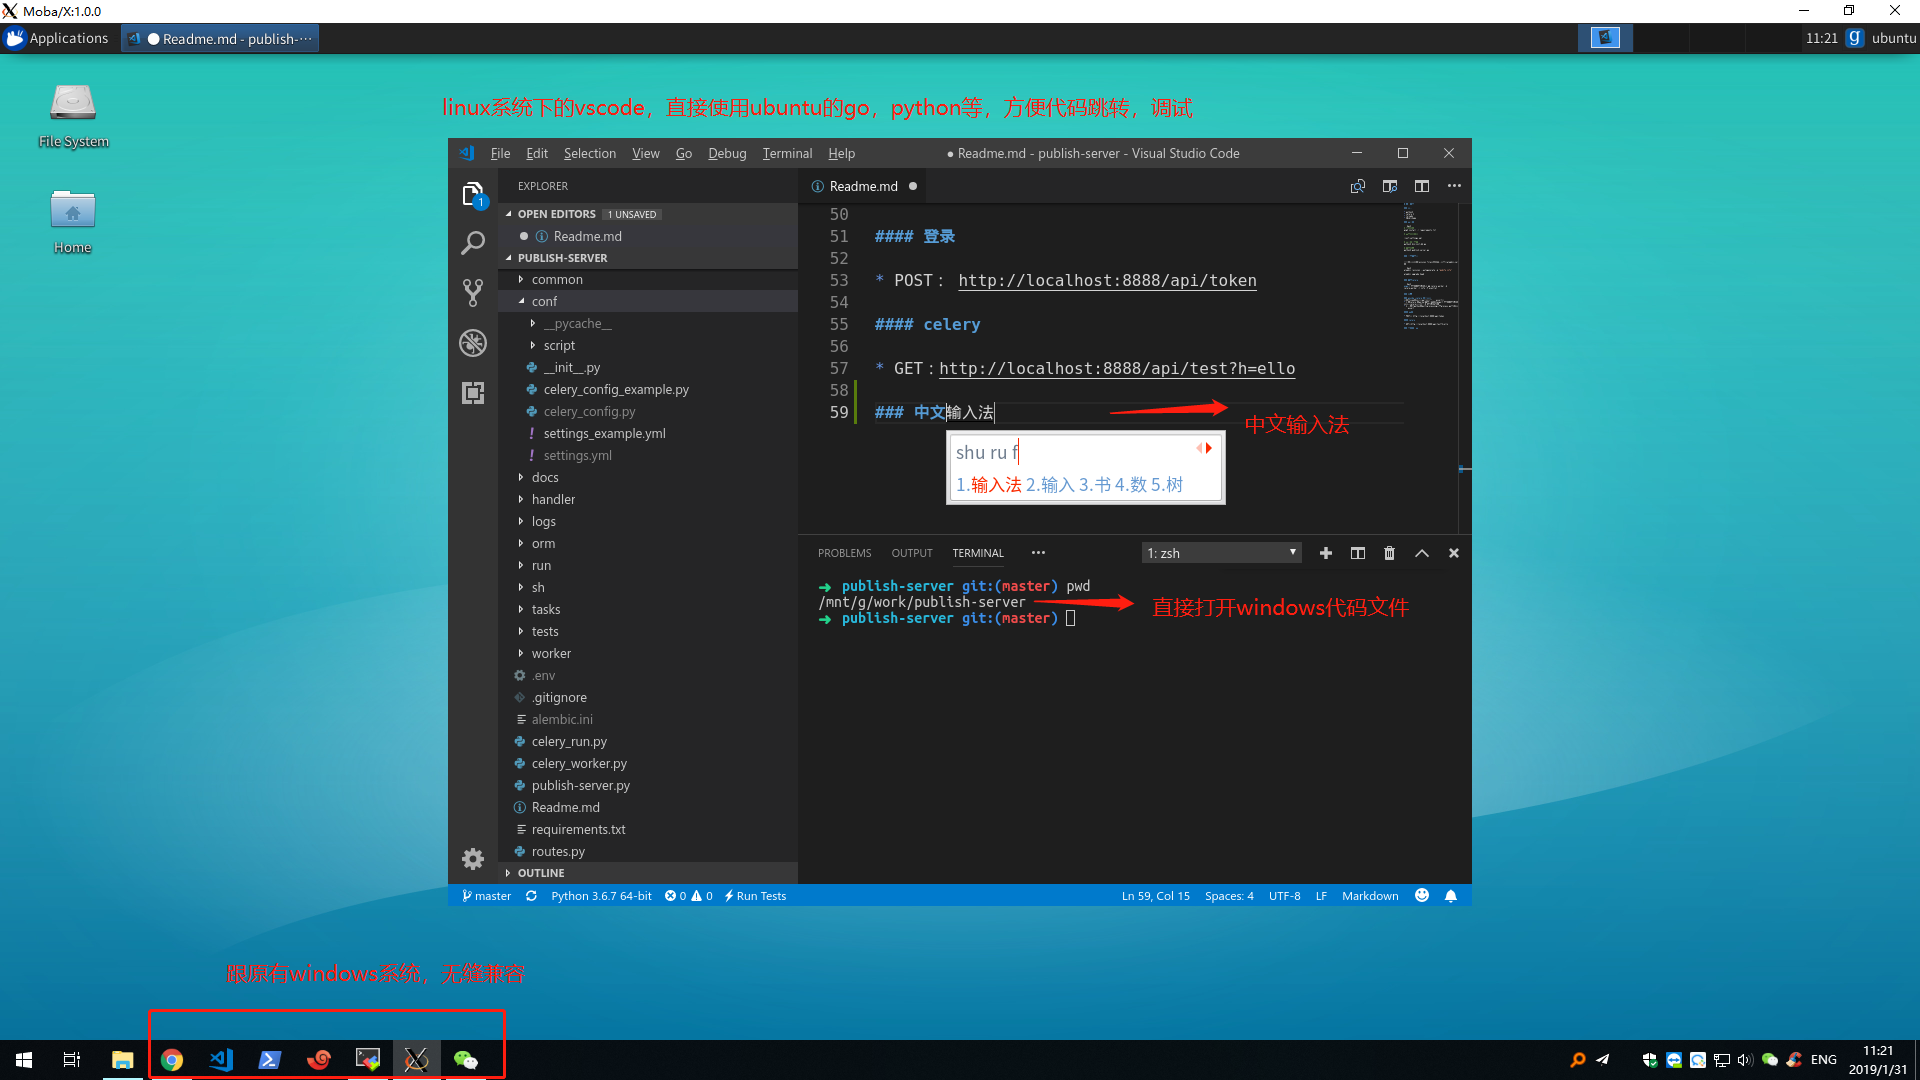 Moba/X:1.0.0
Applications
Readme.md - publish-···
11:21
ubuntu
File System
Home
linux系统下的vscode，直接使用ubuntu的go，python等，方便代码跳转，调试
File Edit Selection View Go Debug Terminal Help
● Readme.md - publish-server - Visual Studio Code
1
EXPLORER
OPEN EDITORS 1 UNSAVED
Readme.md
PUBLISH-SERVER
common
conf
__pycache__
script
__init__.py
celery_config_example.py
celery_config.py
! settings_example.yml
! settings.yml
docs
handler
logs
orm
run
sh
tasks
tests
worker
.env
.gitignore
alembic.ini
celery_run.py
celery_worker.py
publish-server.py
Readme.md
requirements.txt
routes.py
OUTLINE
Readme.md
50
51 #### 登录
52
53 * POST： http://localhost:8888/api/token
54
55 #### celery
56
57 * GET：http://localhost:8888/api/test?h=ello
58
59 ### 中文输入法
中文输入法
shu ru f
1.输入法 2.输入 3.书 4.数 5.树
PROBLEMS OUTPUT TERMINAL ···
1: zsh
➜ publish-server git:(master) pwd
/mnt/g/work/publish-server
➜ publish-server git:(master)
直接打开windows代码文件
master
Python 3.6.7 64-bit
0 0
Run Tests
Ln 59, Col 15
Spaces: 4
UTF-8
LF
Markdown
跟原有windows系统，无缝兼容
ENG
11:21
2019/1/31